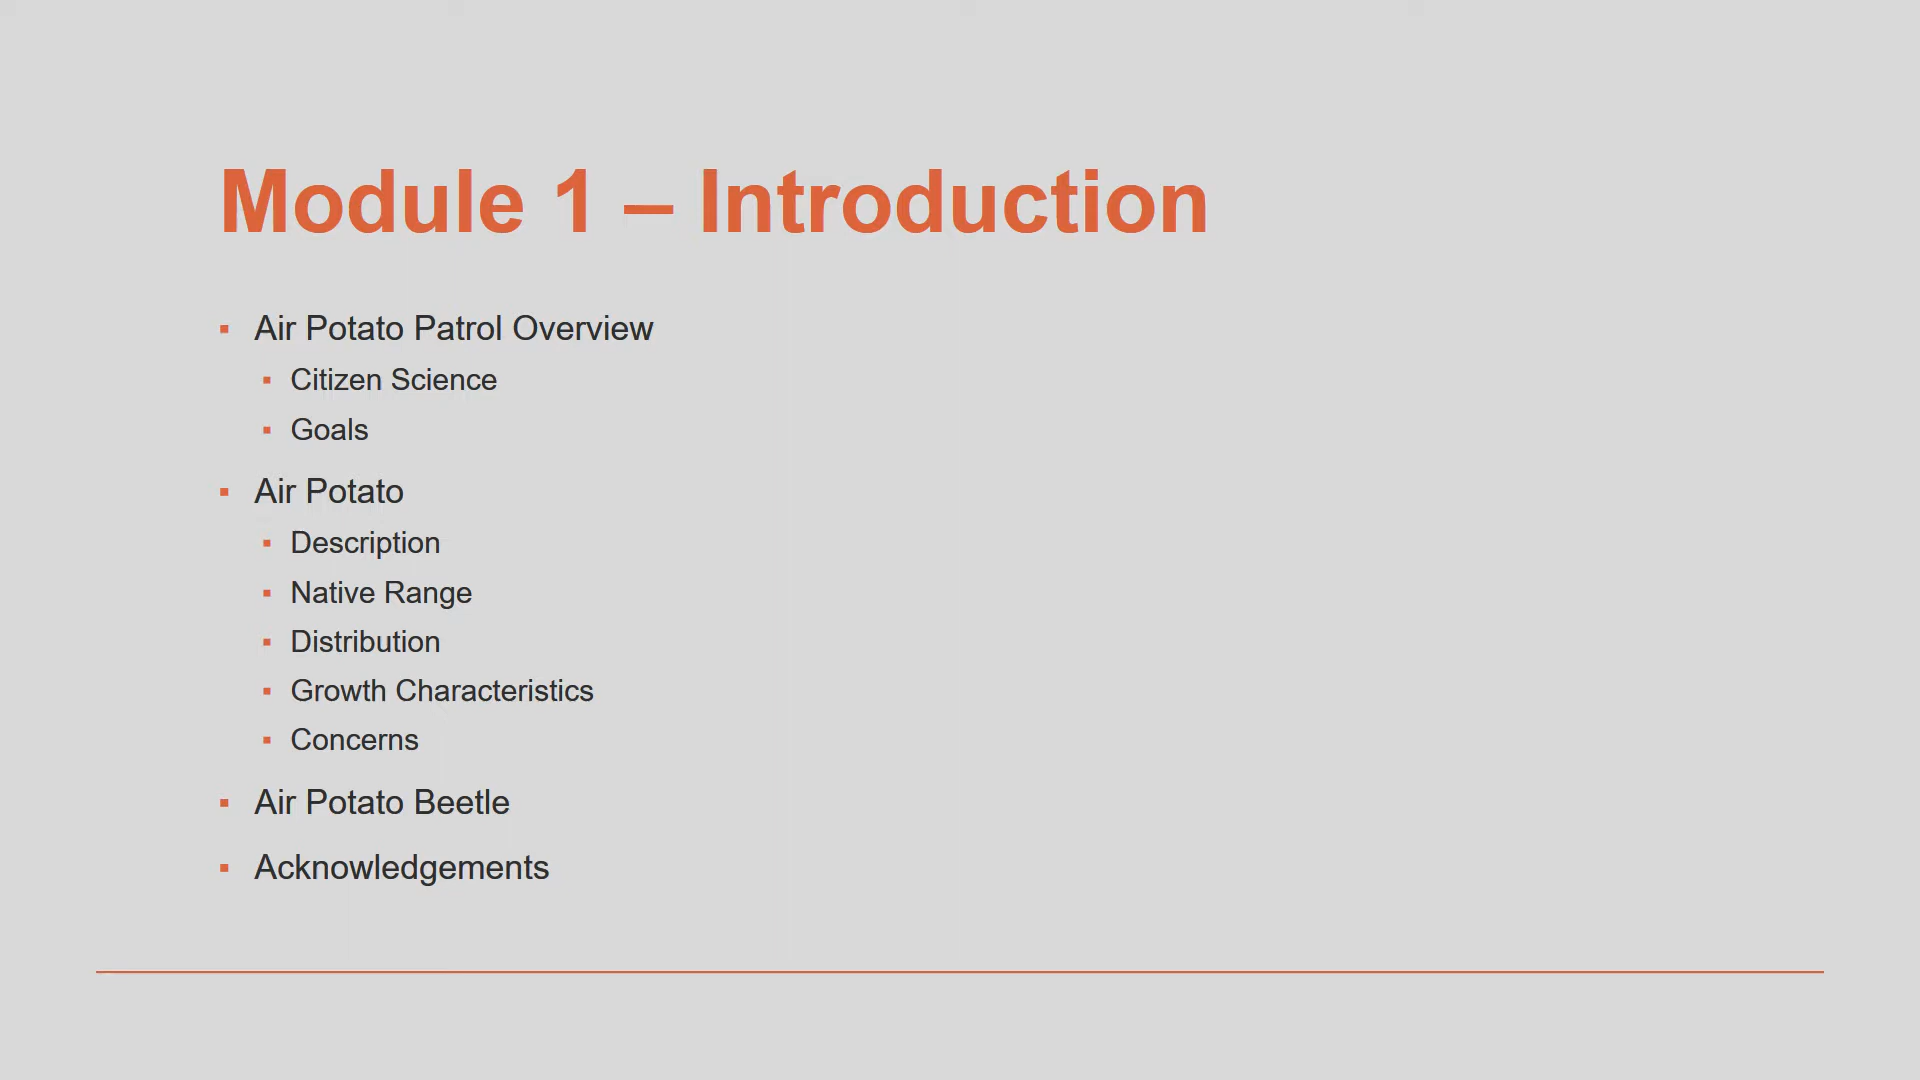 Module 1 – Introduction
▪ Air Potato Patrol Overview
▪ Citizen Science
▪ Goals
▪ Air Potato
▪ Description
▪ Native Range
▪ Distribution
▪ Growth Characteristics
▪ Concerns
▪ Air Potato Beetle
▪ Acknowledgements